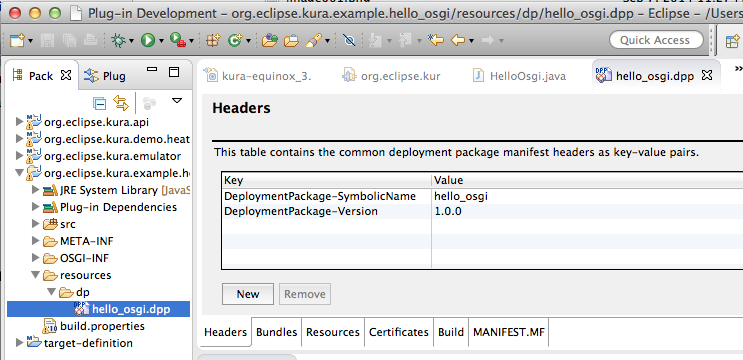 Plug-in Development – org.eclipse.kura.example.hello_osgi/resources/dp/hello_osgi.dpp – Eclipse – /Users
Quick Access
Pack
Plug
kura-equinox_3.
org.eclipse.kur
HelloOsgi.java
hello_osgi.dpp
»
org.eclipse.kura.api
org.eclipse.kura.demo.heat
org.eclipse.kura.emulator
org.eclipse.kura.example.he
JRE System Library [JavaS
Plug-in Dependencies
src
META-INF
OSGI-INF
resources
dp
hello_osgi.dpp
build.properties
target-definition
Headers
This table contains the common deployment package manifest headers as key-value pairs.
Key Value
DeploymentPackage-SymbolicName hello_osgi
DeploymentPackage-Version 1.0.0
New Remove
Headers Bundles Resources Certificates Build MANIFEST.MF